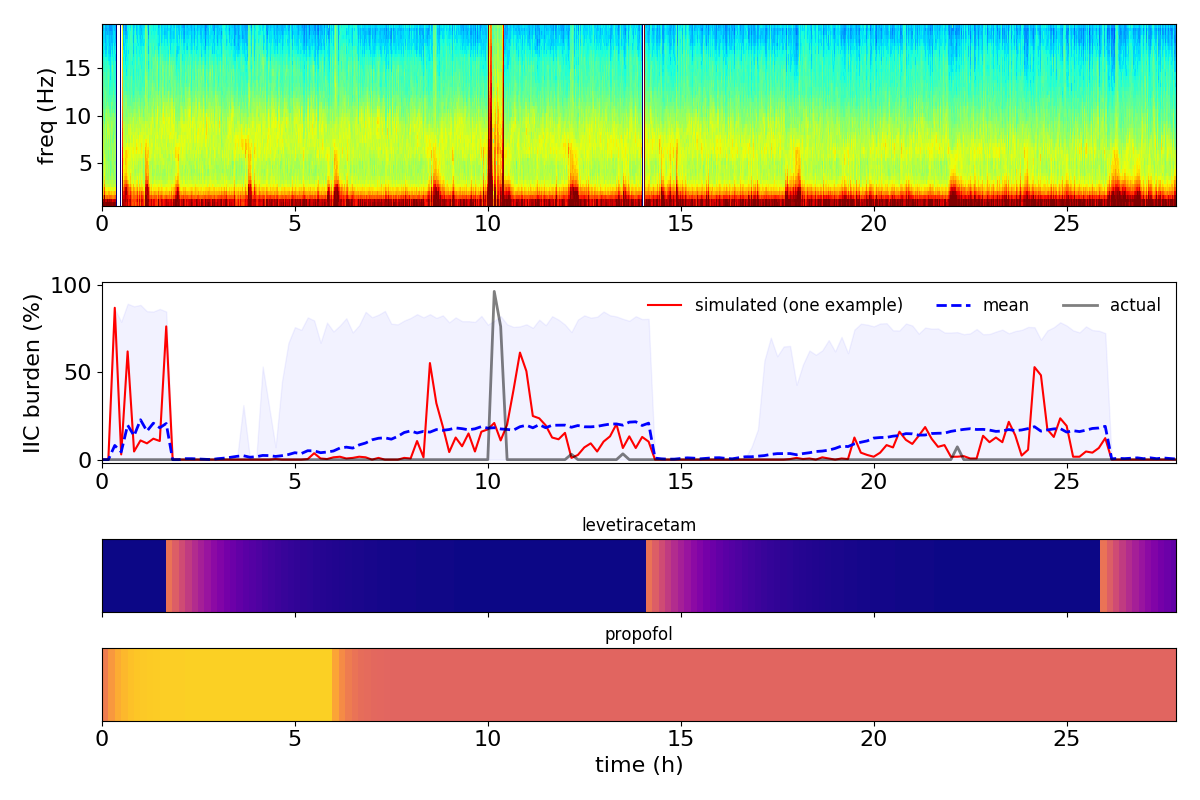 freq (Hz)
15
10
5
0 5 10 15 20 25
IIC burden (%)
100
50
0
simulated (one example) mean actual
0 5 10 15 20 25
levetiracetam
propofol
0 5 10 15 20 25
time (h)